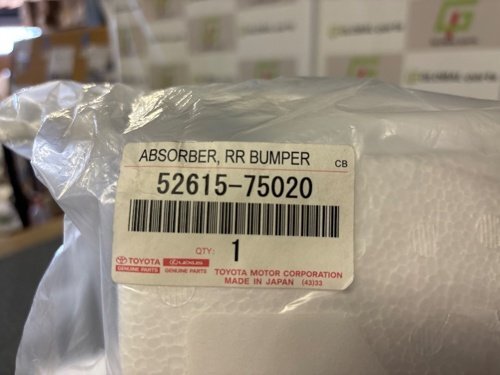 ABSORBER, RR BUMPER CB
52615-75020
QTY: 1
TOYOTA LEXUS
GENUINE PARTS GENUINE PARTS
TOYOTA MOTOR CORPORATION
MADE IN JAPAN (43)33